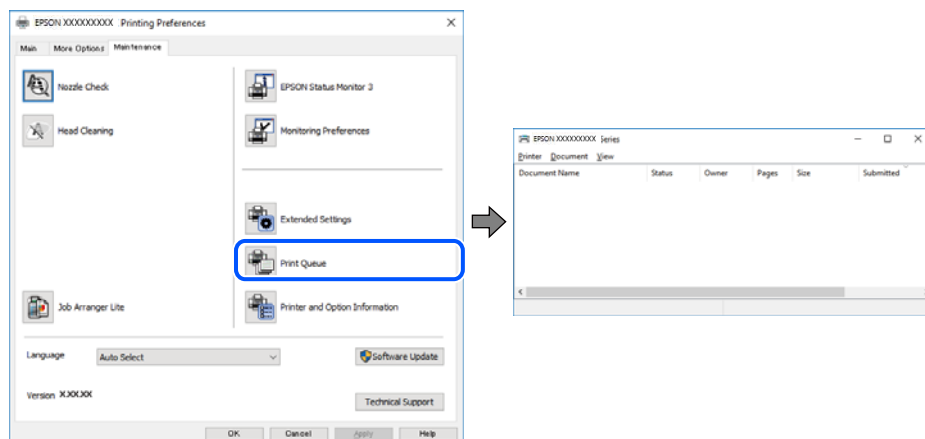 EPSON XXXXXXXXX Printing Preferences
Main More Options Maintenance
Nozzle Check
Head Cleaning
Job Arranger Lite
EPSON Status Monitor 3
Monitoring Preferences
Extended Settings
Print Queue
Printer and Option Information
Language Auto Select
Software Update
Version X.XX.XX
Technical Support
OK Cancel Apply Help
EPSON XXXXXXXXX Series
Printer Document View
Document Name Status Owner Pages Size Submitted